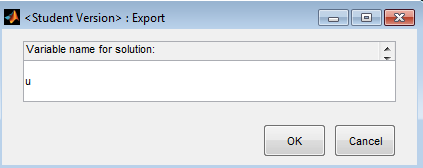 <Student Version> : Export
Variable name for solution:
u
OK
Cancel